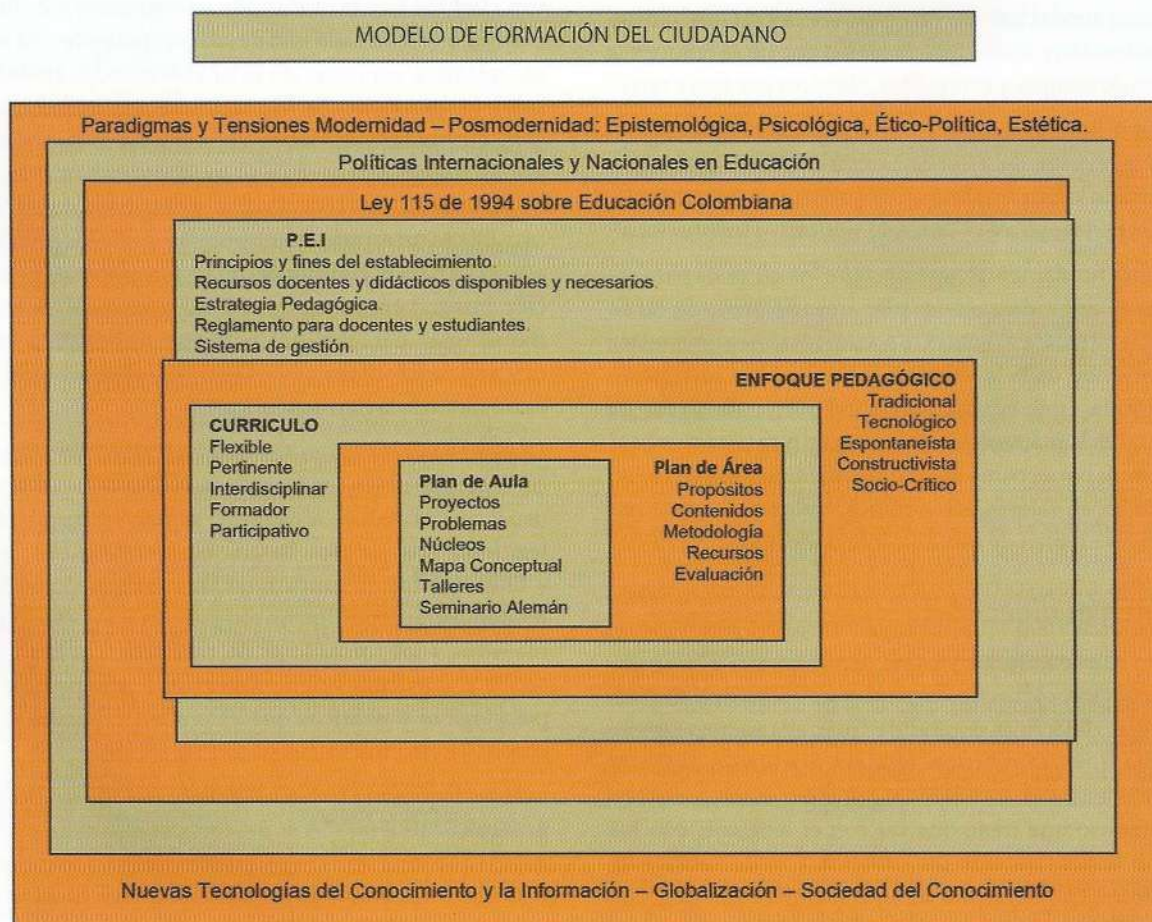 MODELO DE FORMACIÓN DEL CIUDADANO
Paradigmas y Tensiones Modernidad – Posmodernidad: Epistemológica, Psicológica, Ético-Política, Estética.
Políticas Internacionales y Nacionales en Educación
Ley 115 de 1994 sobre Educación Colombiana
P.E.I
Principios y fines del establecimiento.
Recursos docentes y didácticos disponibles y necesarios.
Estrategia Pedagógica.
Reglamento para docentes y estudiantes.
Sistema de gestión.
ENFOQUE PEDAGÓGICO
Tradicional
Tecnológico
Espontaneísta
Constructivista
Socio-Crítico
CURRICULO
Flexible
Pertinente
Interdisciplinar
Formador
Participativo
Plan de Aula
Proyectos
Problemas
Núcleos
Mapa Conceptual
Talleres
Seminario Alemán
Plan de Área
Propósitos
Contenidos
Metodología
Recursos
Evaluación
Nuevas Tecnologías del Conocimiento y la Información – Globalización – Sociedad del Conocimiento